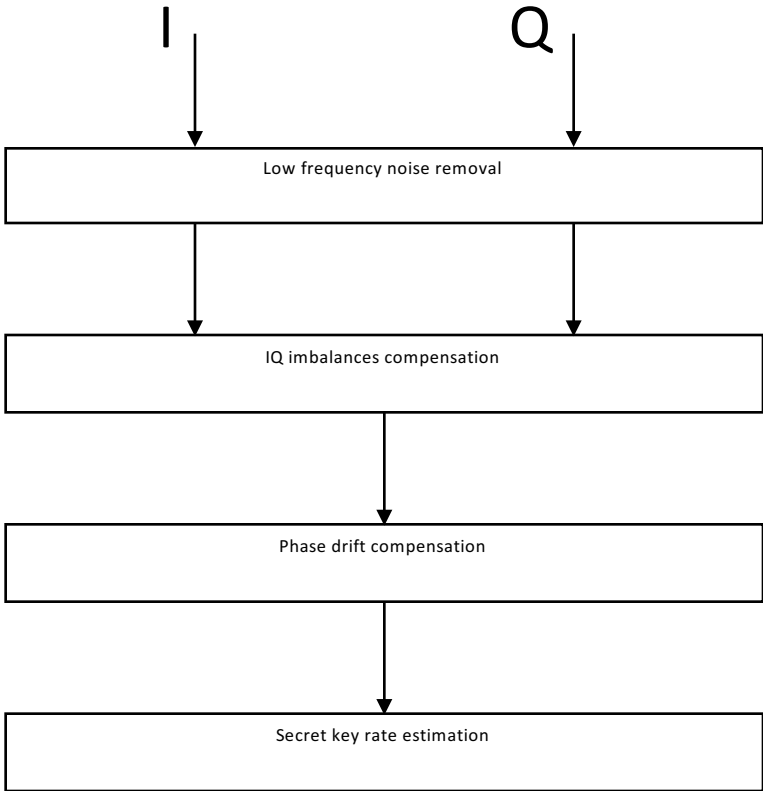 I Q
Low frequency noise removal
IQ imbalances compensation
Phase drift compensation
Secret key rate estimation